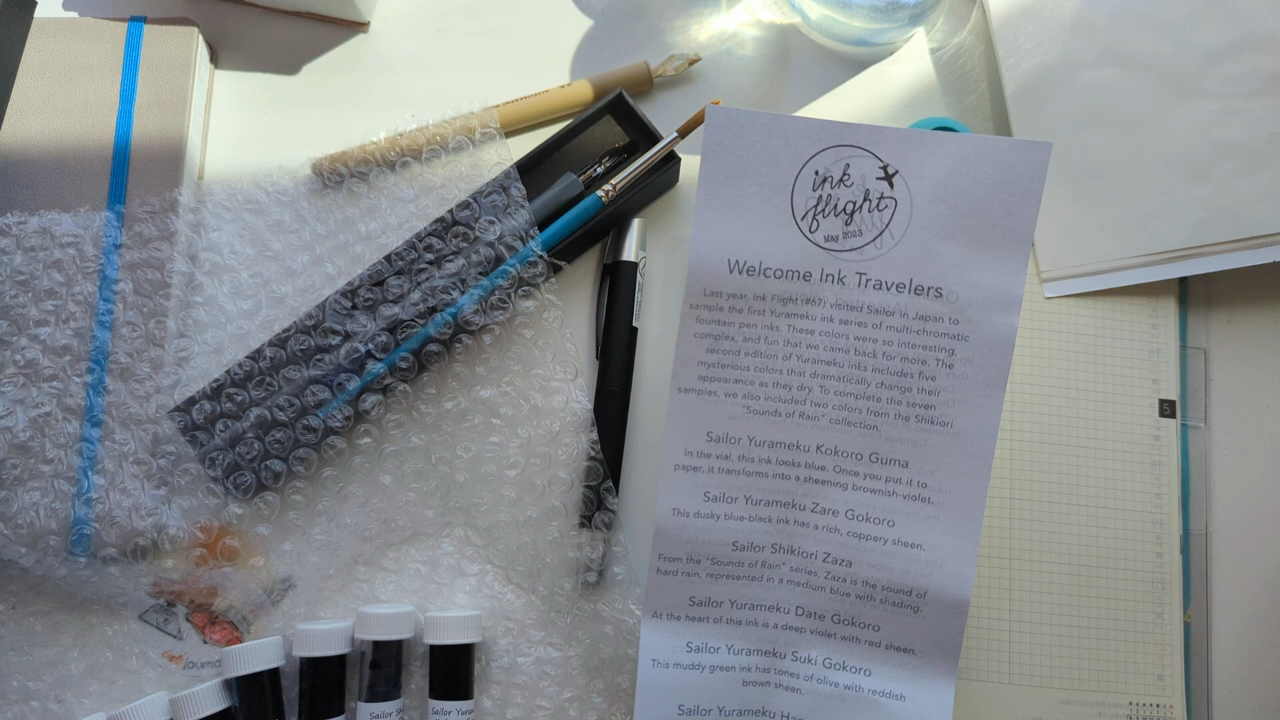 ink
flight
May 2023
Welcome Ink Travelers
Last year, Ink Flight (#67) visited Sailor in Japan to
sample the first Yurameku ink series of multi-chromatic
fountain pen inks. These colors were so interesting,
complex, and fun that we came back for more. The
second edition of Yurameku inks includes five
mysterious colors that dramatically change their
appearance as they dry. To complete the seven
samples, we also included two colors from the Shikiori
"Sounds of Rain" collection.
Sailor Yurameku Kokoro Guma
In the vial, this ink looks blue. Once you put it to
paper, it transforms into a sheening brownish-violet.
Sailor Yurameku Zare Gokoro
This dusky blue-black ink has a rich, coppery sheen.
Sailor Shikiori Zaza
From the "Sounds of Rain" series, Zaza is the sound of
hard rain, represented in a medium blue with shading.
Sailor Yurameku Date Gokoro
At the heart of this ink is a deep violet with red sheen.
Sailor Yurameku Suki Gokoro
This muddy green ink has tones of olive with reddish
brown sheen.
Sailor Yurameku
5
Sailor
Sailor